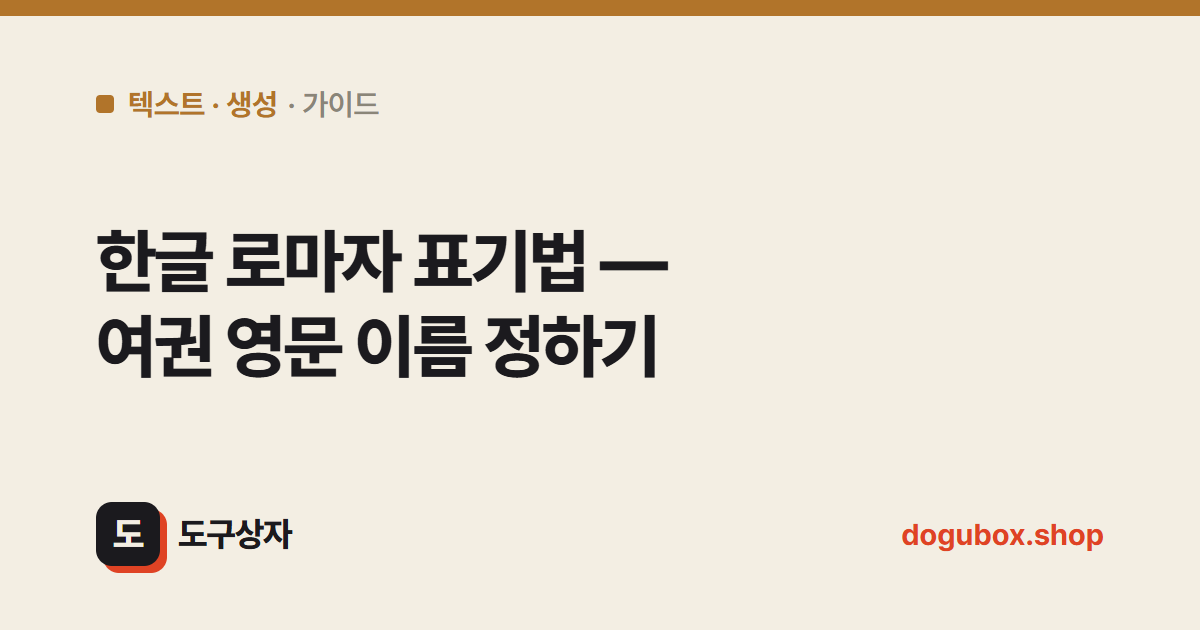 텍스트 · 생성 · 가이드
한글 로마자 표기법 —
여권 영문 이름 정하기
도 도구상자
dogubox.shop